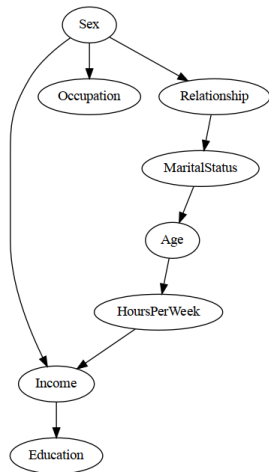 Sex
Occupation
Relationship
MaritalStatus
Age
HoursPerWeek
Income
Education